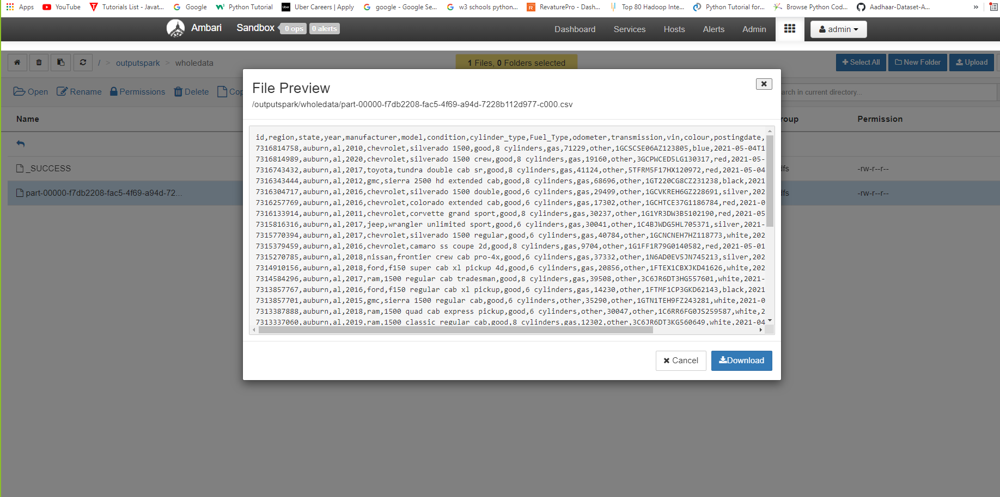 Apps YouTube Tutorials List - Javat... Google Python Tutorial Uber Careers | Apply google - Google Se... w3 schools python... RevaturePro - Dash... Top 80 Hadoop Inte... Python Tutorial for... Browse Python Cod... Aadhaar-Dataset-A... »
Ambari Sandbox 0 ops 0 alerts Dashboard Services Hosts Alerts Admin admin
/ > outputspark > wholedata 1 Files, 0 Folders selected Select All New Folder Upload
Open Rename Permissions Delete Cop arch in current directory...
File Preview
/outputspark/wholedata/part-00000-f7db2208-fac5-4f69-a94d-7228b112d977-c000.csv
Name roup Permission
_SUCCESS dfs -rw-r--r--
part-00000-f7db2208-fac5-4f69-a94d-72... dfs -rw-r--r--
id,region,state,year,manufacturer,model,condition,cylinder_type,Fuel_Type,odometer,transmission,vin,colour,postingdate,
7316814758,auburn,al,2010,chevrolet,silverado 1500,good,8 cylinders,gas,71229,other,1GCSCSE06AZ123805,blue,2021-05-04T1
7316814989,auburn,al,2020,chevrolet,silverado 1500 crew,good,8 cylinders,gas,19160,other,3GCPWCED5LG130317,red,2021-05-
7316743432,auburn,al,2017,toyota,tundra double cab sr,good,8 cylinders,gas,41124,other,5TFRM5F17HX120972,red,2021-05-04
7316343444,auburn,al,2012,gmc,sierra 2500 hd extended cab,good,8 cylinders,gas,68696,other,1GT220CG8CZ231238,black,2021
7316304717,auburn,al,2016,chevrolet,silverado 1500 double,good,6 cylinders,gas,29499,other,1GCVKREH6GZ228691,silver,202
7316257769,auburn,al,2016,chevrolet,colorado extended cab,good,6 cylinders,gas,17302,other,1GCHTCE37G1186784,red,2021-0
7316133914,auburn,al,2011,chevrolet,corvette grand sport,good,8 cylinders,gas,30237,other,1G1YR3DW3B5102190,red,2021-05
7315816316,auburn,al,2017,jeep,wrangler unlimited sport,good,6 cylinders,gas,30041,other,1C4BJWDG5HL705371,silver,2021-
7315770394,auburn,al,2017,chevrolet,silverado 1500 regular,good,6 cylinders,gas,40784,other,1GCNCNEH7HZ118773,white,202
7315379459,auburn,al,2016,chevrolet,camaro ss coupe 2d,good,8 cylinders,gas,9704,other,1G1FF1R79G0140582,red,2021-05-01
7315270785,auburn,al,2018,nissan,frontier crew cab pro-4x,good,6 cylinders,gas,37332,other,1N6AD0EV5JN745213,silver,202
7314910156,auburn,al,2018,ford,f150 super cab xl pickup 4d,good,6 cylinders,gas,20856,other,1FTEX1CBXJKD41626,white,202
7314584296,auburn,al,2017,ram,1500 regular cab tradesman,good,8 cylinders,gas,39508,other,3C6JR6DT3HG557601,white,2021-
7313857767,auburn,al,2016,ford,f150 regular cab xl pickup,good,6 cylinders,gas,14230,other,1FTMF1CP3GKD62143,black,2021
7313857701,auburn,al,2015,gmc,sierra 1500 regular cab,good,6 cylinders,other,35290,other,1GTN1TEH9FZ243281,white,2021-0
7313387888,auburn,al,2018,ram,1500 quad cab express pickup,good,6 cylinders,other,30047,other,1C6RR6FG0JS259587,white,2
7313337060,auburn,al,2019,ram,1500 classic regular cab,good,8 cylinders,gas,12302,other,3C6JR6DT3KG560649,white,2021-04
Cancel Download